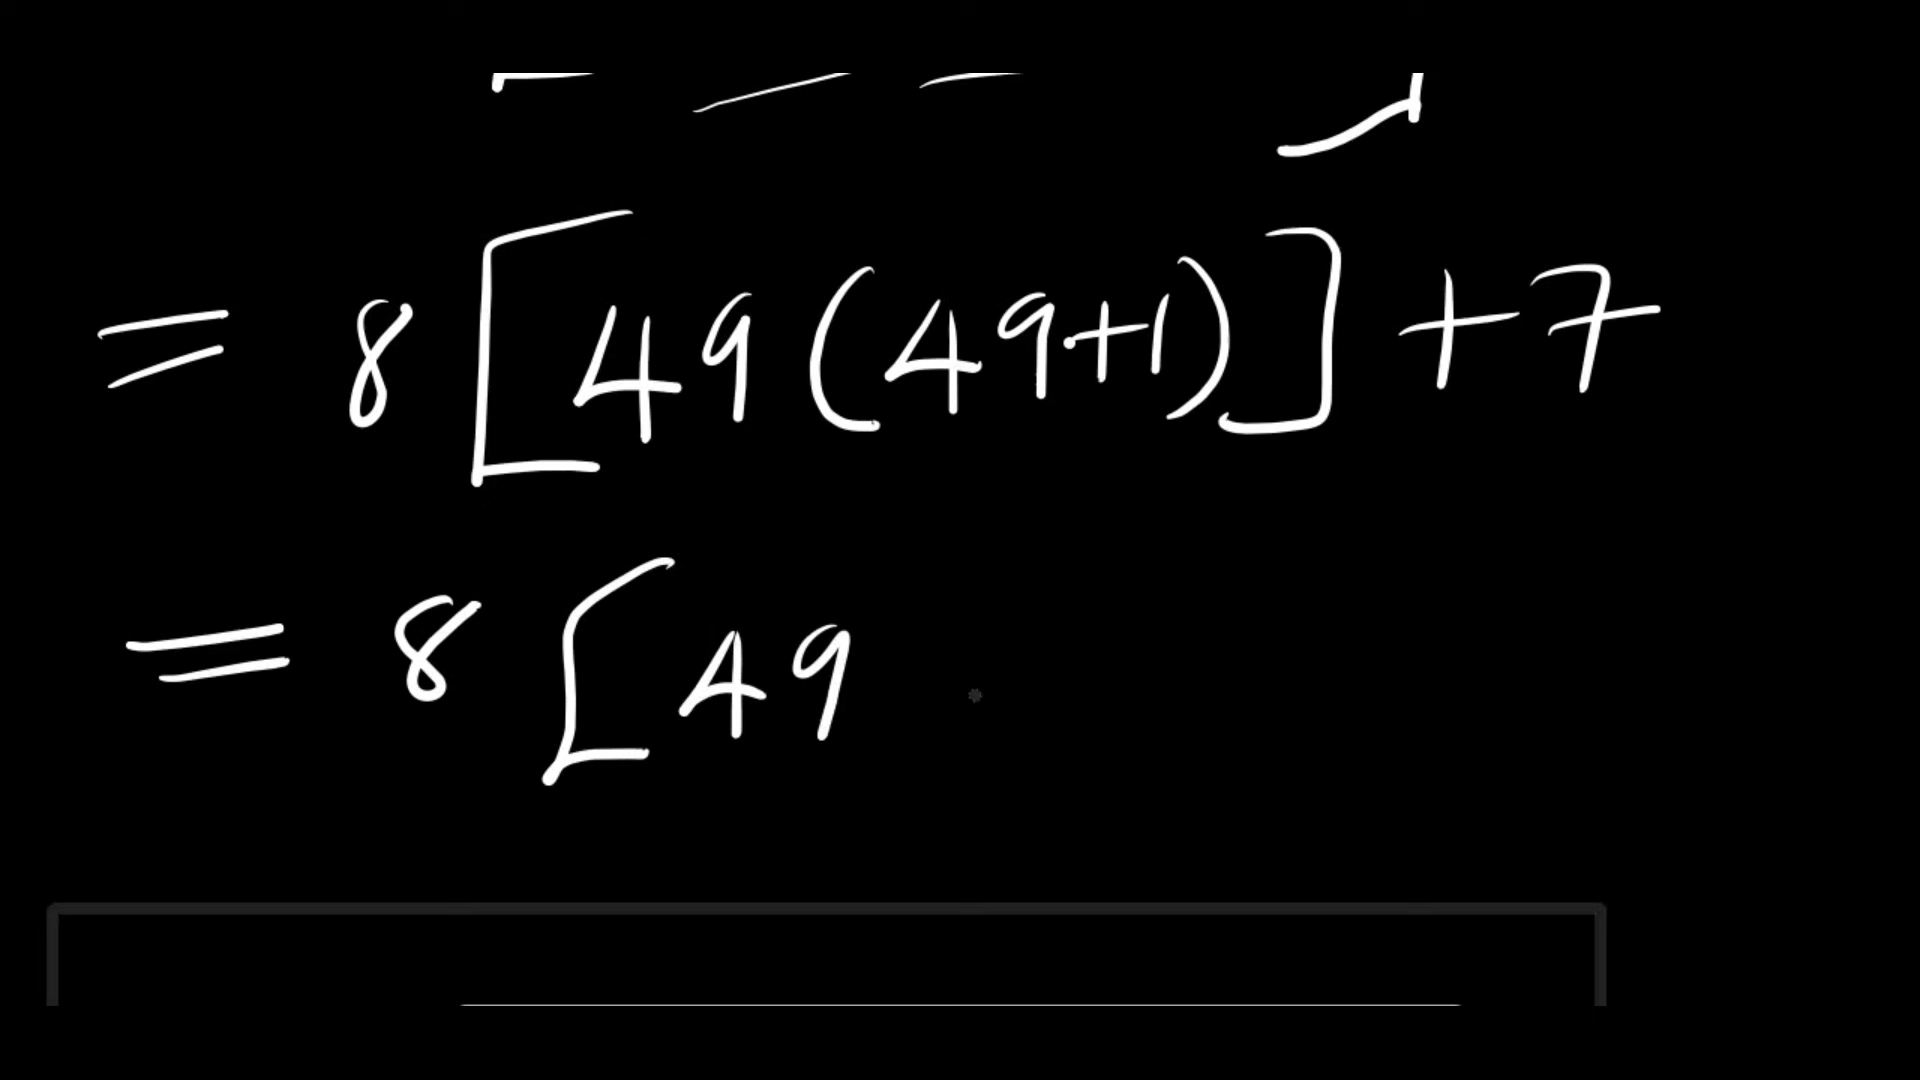 = 8[49(49+1)]+7
= 8[49